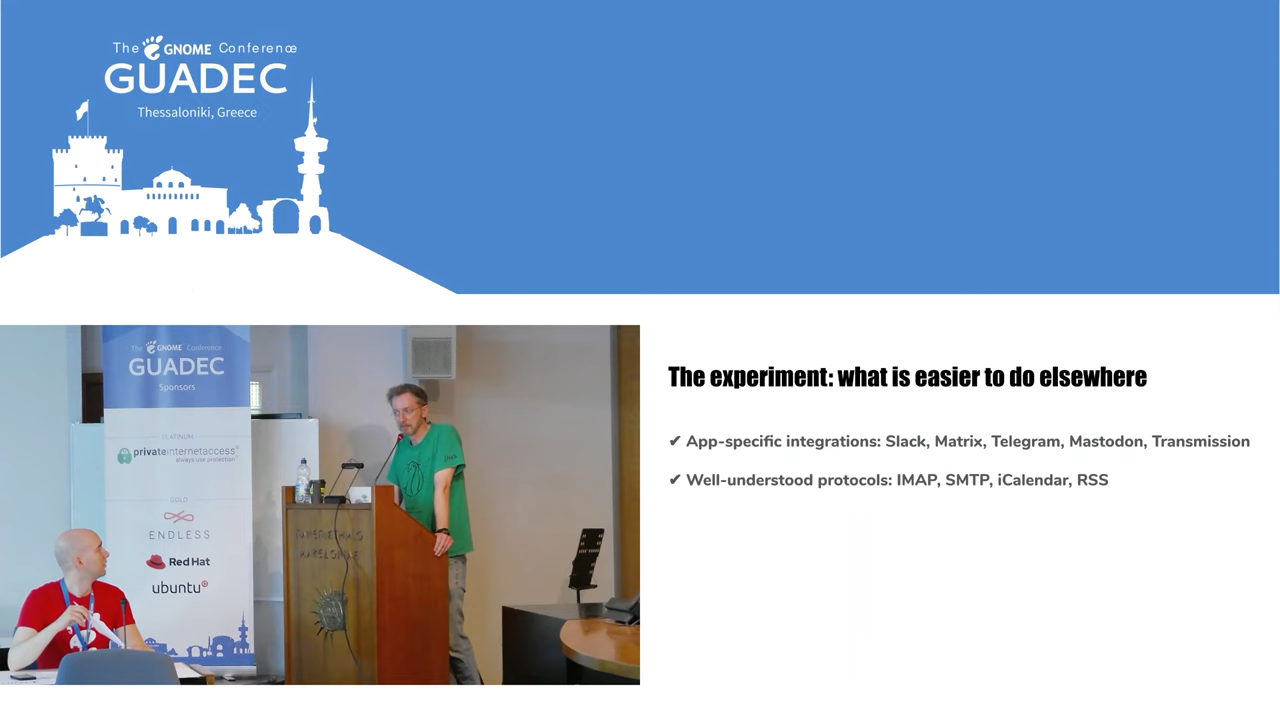 The GNOME Conference
GUADEC
Thessaloniki, Greece
The GNOME Conference
GUADEC
Sponsors
PLATINUM
privateinternetaccess
always use protection
GOLD
ENDLESS
Red Hat
ubuntu
ΠΑΝΕΠΙΣΤΗΜΙΟ
ΜΑΚΕΔΟΝΙΑΣ
The experiment: what is easier to do elsewhere
✔ App-specific integrations: Slack, Matrix, Telegram, Mastodon, Transmission
✔ Well-understood protocols: IMAP, SMTP, iCalendar, RSS